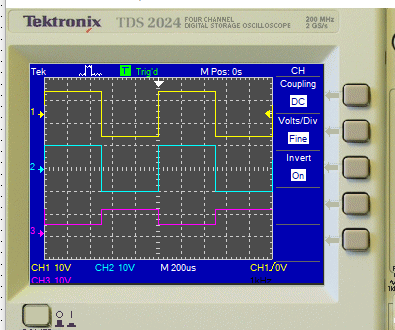 Tektronix TDS 2024 FOUR CHANNEL DIGITAL STORAGE OSCILLOSCOPE 200 MHz 2 GS/s
Tek T Trig'd M Pos: 0s CH
Coupling
DC
Volts/Div
Fine
Invert
On
1
2
3
CH1 10V CH2 10V M 200us CH1/0V
CH3 10V